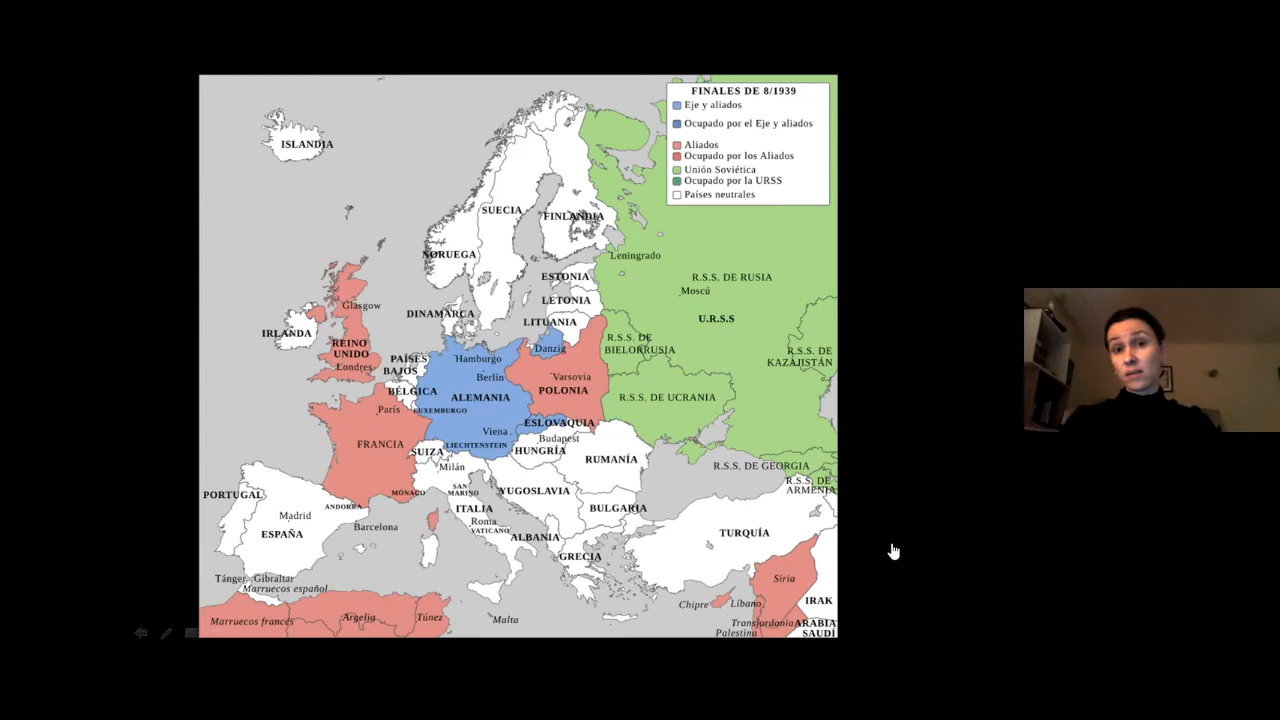 FINALES DE 8/1939
Eje y aliados
Ocupado por el Eje y aliados
Aliados
Ocupado por los Aliados
Unión Soviética
Ocupado por la URSS
Países neutrales
ISLANDIA
SUECIA
FINLANDIA
NORUEGA
Leningrado
ESTONIA
R.S.S. DE RUSIA
Moscú
LETONIA
Glasgow
DINAMARCA
U.R.S.S
LITUANIA
IRLANDA
REINO
UNIDO
Londres
R.S.S. DE
BIELORRUSIA
Danzig
R.S.S. DE
KAZAJISTÁN
PAÍSES
BAJOS
Hamburgo
Berlín
Varsovia
POLONIA
BÉLGICA
ALEMANIA
R.S.S. DE UCRANIA
París
LUXEMBURGO
ESLOVAQUIA
Viena
Budapest
FRANCIA
LIECHTENSTEIN
SUIZA
HUNGRÍA
RUMANÍA
Milán
R.S.S. DE GEORGIA
R.S.S. DE
ARMENIA
PORTUGAL
MÓNACO
SAN
MARINO
YUGOSLAVIA
ANDORRA
ITALIA
BULGARIA
Madrid
ESPAÑA
Barcelona
Roma
VATICANO
ALBANIA
TURQUÍA
GRECIA
Tánger
Gibraltar
Marruecos español
Siria
IRAK
Chipre
Líbano
Marruecos francés
Argelia
Túnez
Malta
Transjordania
ARABIA
SAUDÍ
Palestina